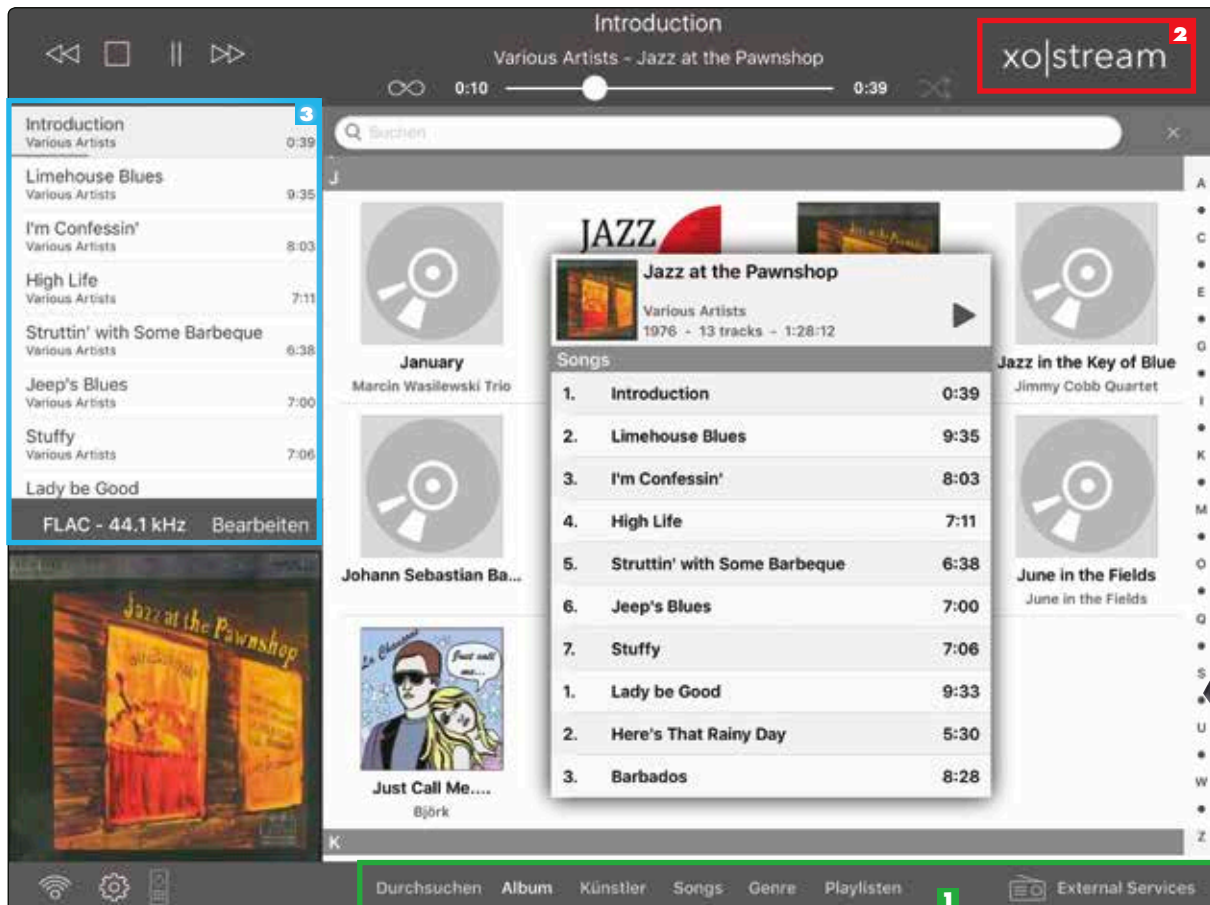 Introduction
Various Artists - Jazz at the Pawnshop
0:10
0:39
xo|stream
2
3
Introduction
Various Artists 0:39
Limehouse Blues
Various Artists 9:35
I'm Confessin'
Various Artists 8:03
High Life
Various Artists 7:11
Struttin' with Some Barbeque
Various Artists 6:38
Jeep's Blues
Various Artists 7:00
Stuffy
Various Artists 7:06
Lady be Good
FLAC - 44.1 kHz Bearbeiten
Jazz at the Pawnshop
Suchen
J
January
Marcin Wasilewski Trio
JAZZ
Jazz in the Key of Blue
Jimmy Cobb Quartet
Johann Sebastian Ba...
June in the Fields
June in the Fields
La Chanson
Just call
me...
Just Call Me....
Björk
K
Jazz at the Pawnshop
Various Artists
1976 - 13 tracks - 1:28:12
Songs
1. Introduction 0:39
2. Limehouse Blues 9:35
3. I'm Confessin' 8:03
4. High Life 7:11
5. Struttin' with Some Barbeque 6:38
6. Jeep's Blues 7:00
7. Stuffy 7:06
1. Lady be Good 9:33
2. Here's That Rainy Day 5:30
3. Barbados 8:28
A
C
E
G
I
K
M
O
Q
S
U
W
Z
Durchsuchen Album Künstler Songs Genre Playlisten
1
External Services